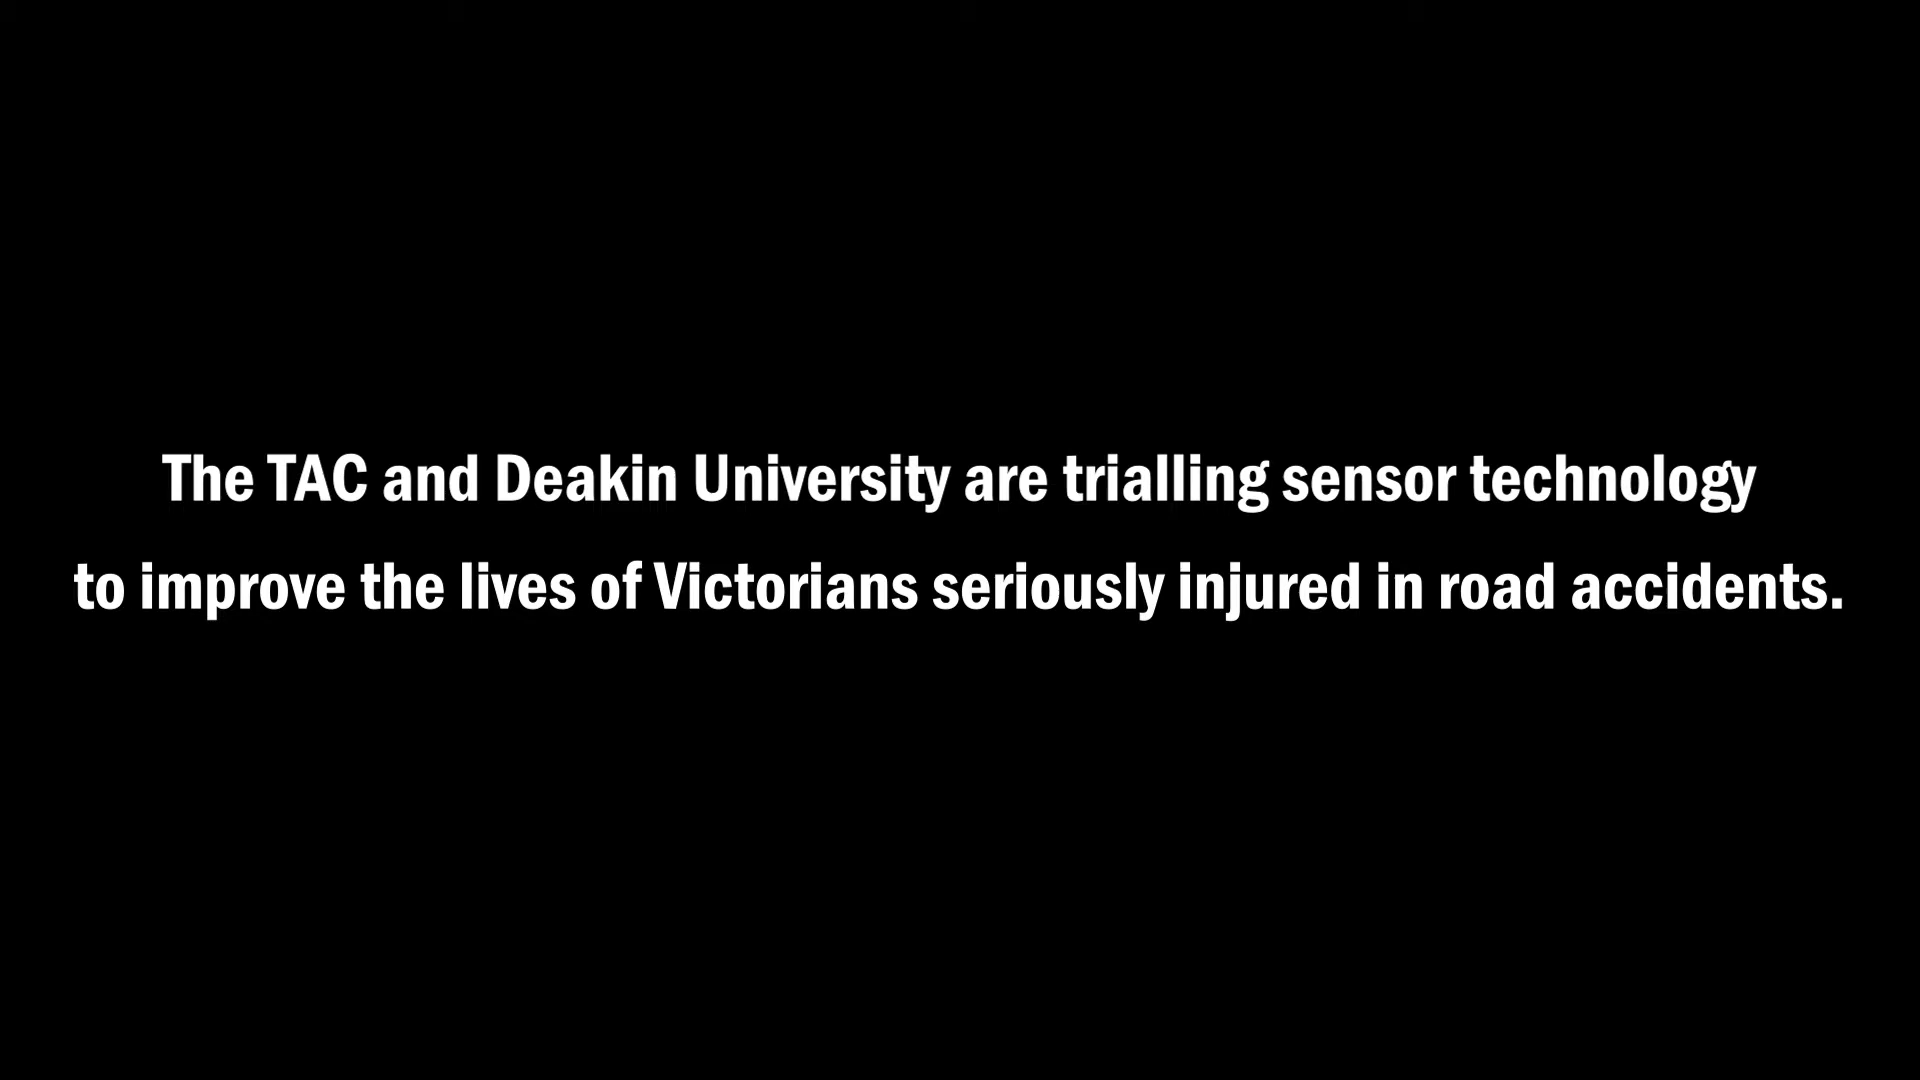 The TAC and Deakin University are trialling sensor technology
to improve the lives of Victorians seriously injured in road accidents.